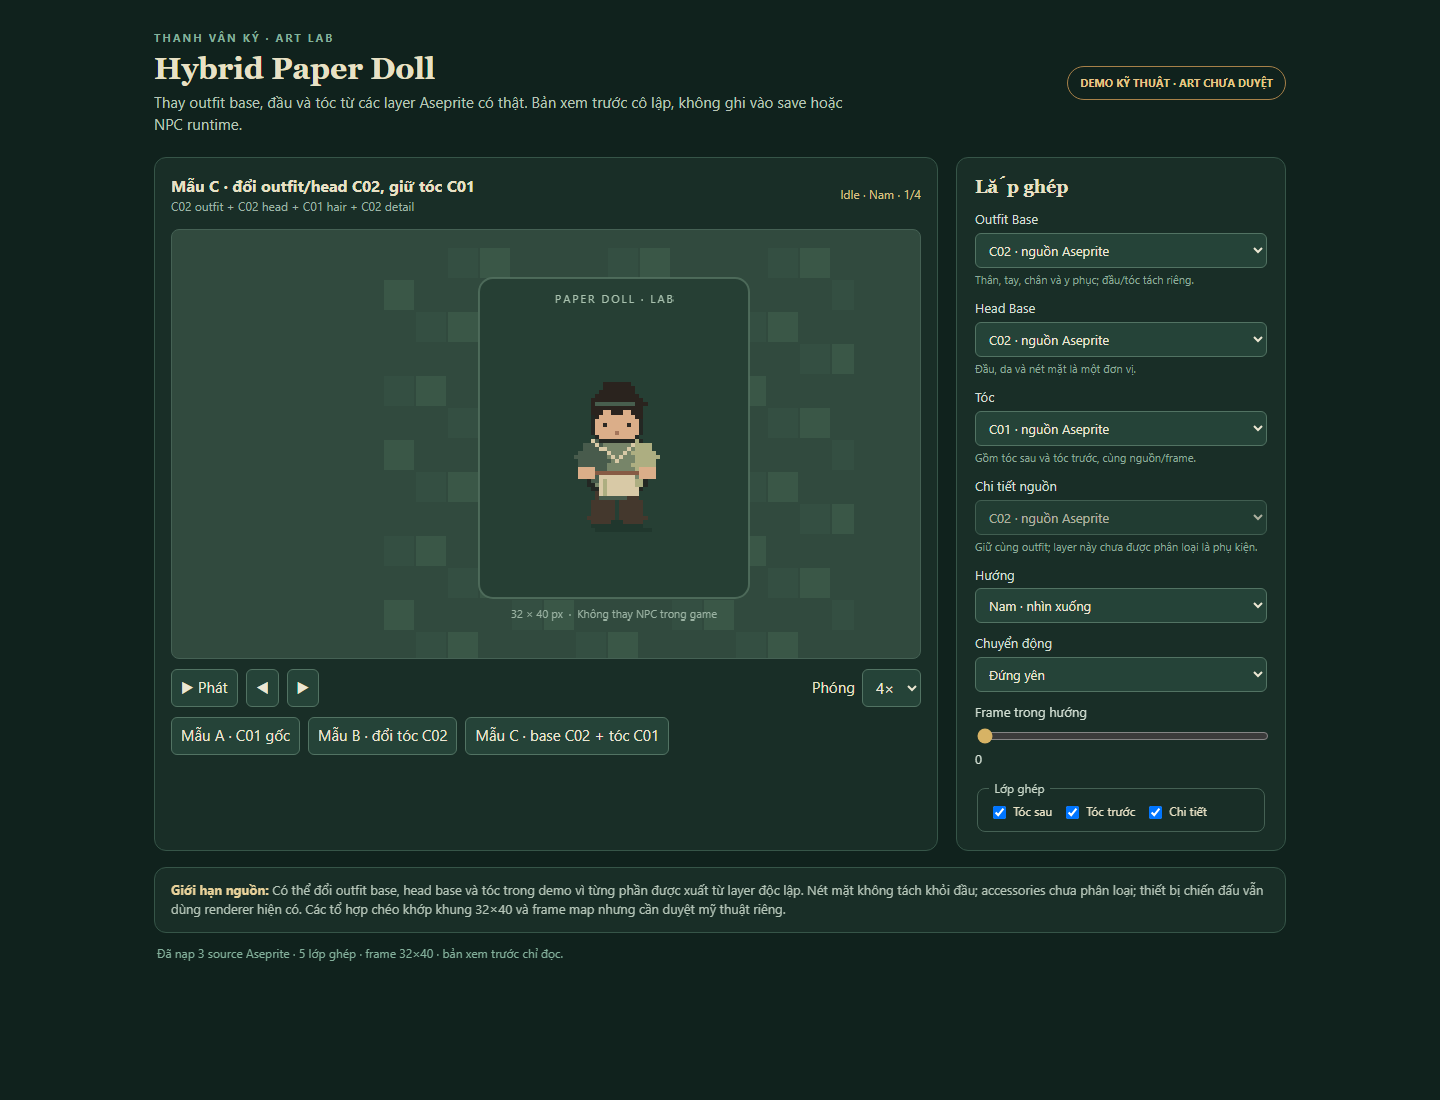 THANH VÂN KÝ · ART LAB
Hybrid Paper Doll
Thay outfit base, đầu và tóc từ các layer Aseprite có thật. Bản xem trước cô lập, không ghi vào save hoặc
NPC runtime.
DEMO KỸ THUẬT · ART CHƯA DUYỆT
Mẫu C · đổi outfit/head C02, giữ tóc C01
C02 outfit + C02 head + C01 hair + C02 detail
Idle · Nam · 1/4
PAPER DOLL · LAB
32 × 40 px · Không thay NPC trong game
▶ Phát
◀
▶
Phóng
4×
Mẫu A · C01 gốc
Mẫu B · đổi tóc C02
Mẫu C · base C02 + tóc C01
Lắp ghép
Outfit Base
C02 · nguồn Aseprite
Thân, tay, chân và y phục; đầu/tóc tách riêng.
Head Base
C02 · nguồn Aseprite
Đầu, da và nét mặt là một đơn vị.
Tóc
C01 · nguồn Aseprite
Gồm tóc sau và tóc trước, cùng nguồn/frame.
Chi tiết nguồn
C02 · nguồn Aseprite
Giữ cùng outfit; layer này chưa được phân loại là phụ kiện.
Hướng
Nam · nhìn xuống
Chuyển động
Đứng yên
Frame trong hướng
0
Lớp ghép
Tóc sau
Tóc trước
Chi tiết
Giới hạn nguồn: Có thể đổi outfit base, head base và tóc trong demo vì từng phần được xuất từ layer độc lập. Nét mặt không tách khỏi đầu; accessories chưa phân loại; thiết bị chiến đấu vẫn
dùng renderer hiện có. Các tổ hợp chéo khớp khung 32×40 và frame map nhưng cần duyệt mỹ thuật riêng.
Đã nạp 3 source Aseprite · 5 lớp ghép · frame 32×40 · bản xem trước chỉ đọc.